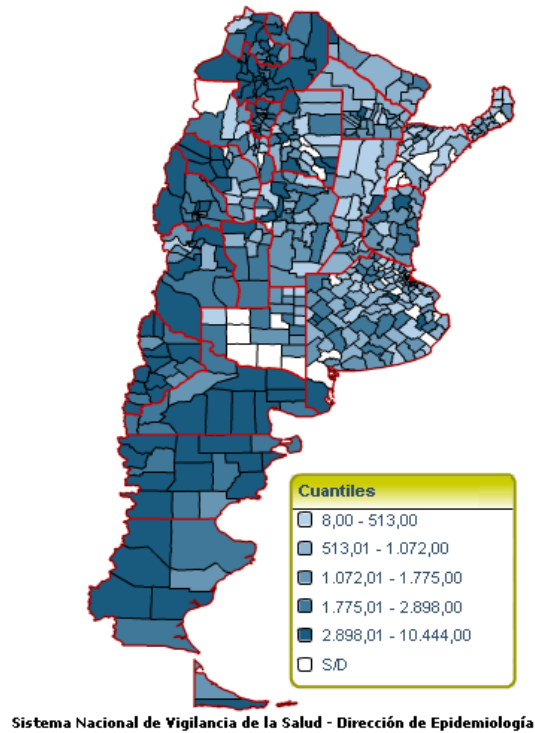 Cuantiles
8,00 - 513,00
513,01 - 1.072,00
1.072,01 - 1.775,00
1.775,01 - 2.898,00
2.898,01 - 10.444,00
S/D
Sistema Nacional de Vigilancia de la Salud - Dirección de Epidemiología